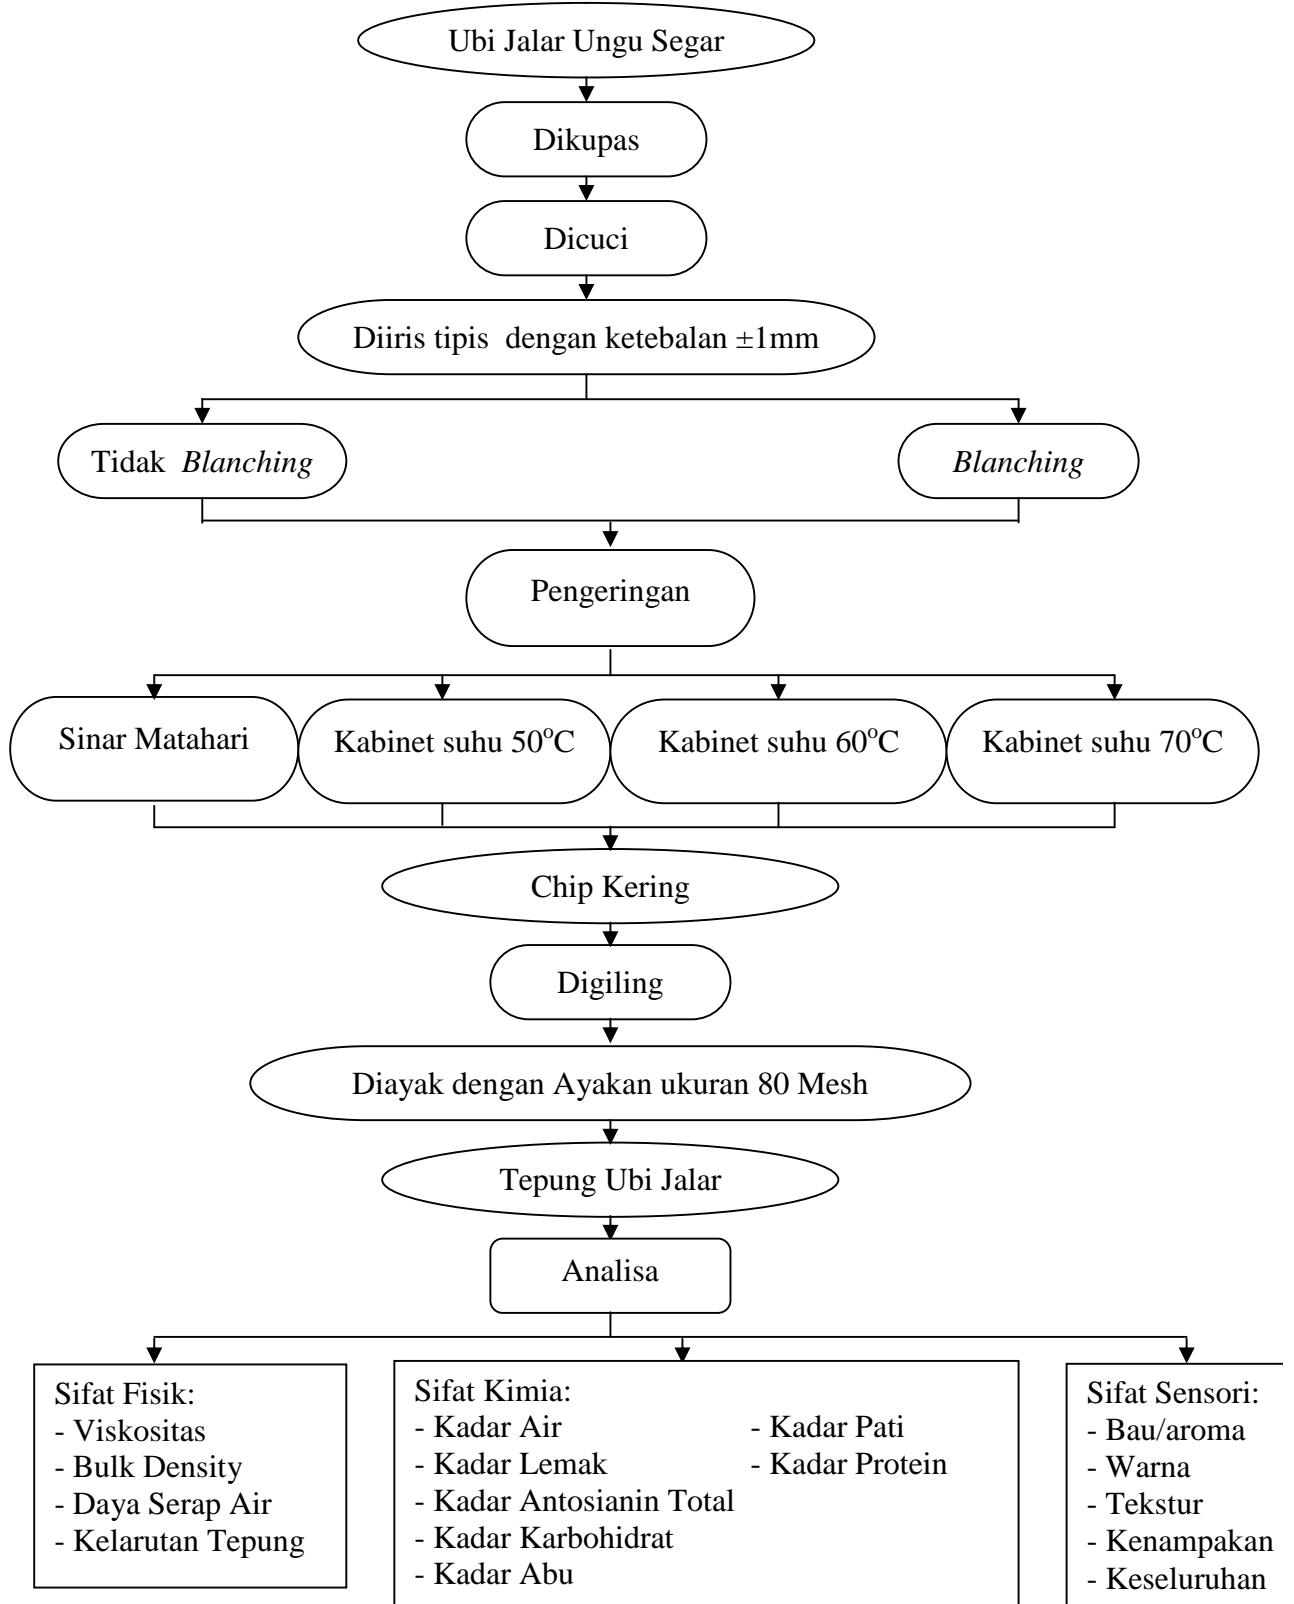 Ubi Jalar Ungu Segar
Dikupas
Dicuci
Diiris tipis dengan ketebalan ±1mm
Tidak Blanching
Blanching
Pengeringan
Sinar Matahari
Kabinet suhu 50°C
Kabinet suhu 60°C
Kabinet suhu 70°C
Chip Kering
Digiling
Diayak dengan Ayakan ukuran 80 Mesh
Tepung Ubi Jalar
Analisa
Sifat Fisik:
- Viskositas
- Bulk Density
- Daya Serap Air
- Kelarutan Tepung
Sifat Kimia:
- Kadar Air
- Kadar Lemak
- Kadar Antosianin Total
- Kadar Karbohidrat
- Kadar Abu
- Kadar Pati
- Kadar Protein
Sifat Sensori:
- Bau/aroma
- Warna
- Tekstur
- Kenampakan
- Keseluruhan